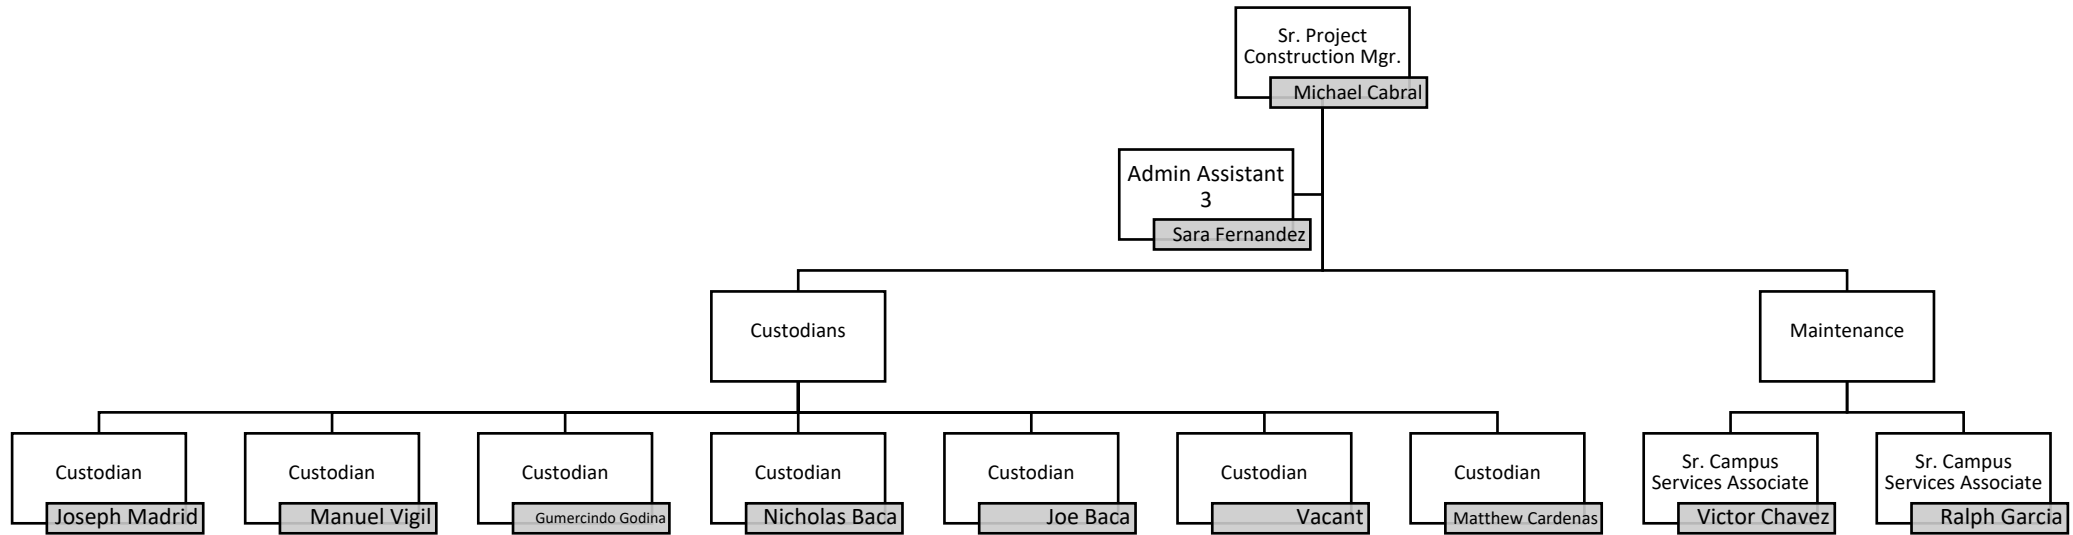 Sr. Project
Construction Mgr.
Michael Cabral
Admin Assistant
3
Sara Fernandez
Custodians
Maintenance
Custodian
Joseph Madrid
Custodian
Manuel Vigil
Custodian
Gumercindo Godina
Custodian
Nicholas Baca
Custodian
Joe Baca
Custodian
Vacant
Custodian
Matthew Cardenas
Sr. Campus
Services Associate
Victor Chavez
Sr. Campus
Services Associate
Ralph Garcia